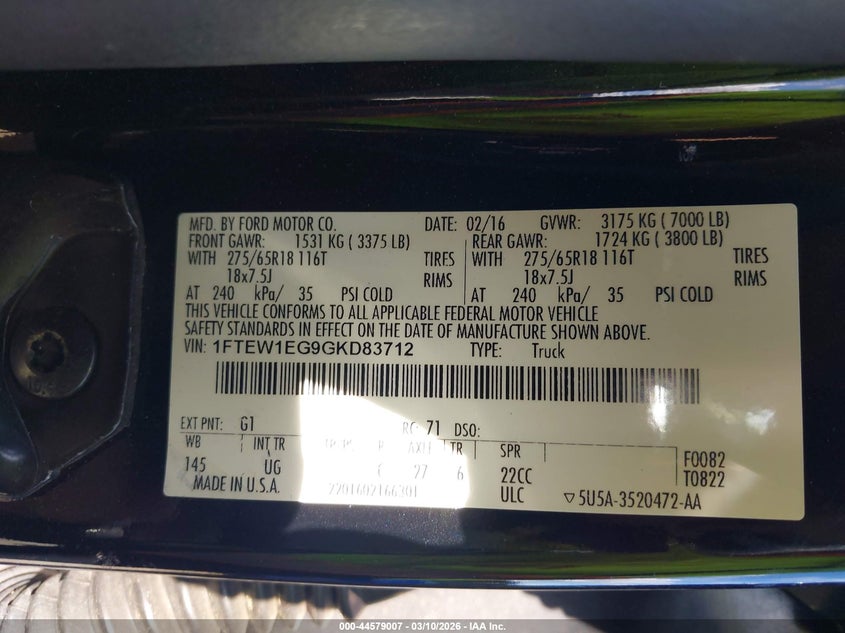 MFD. BY FORD MOTOR CO. DATE: 02/16 GVWR: 3175 KG ( 7000 LB)
FRONT GAWR: 1531 KG ( 3375 LB) REAR GAWR: 1724 KG ( 3800 LB)
WITH 275/65R18 116T TIRES WITH 275/65R18 116T TIRES
18x7.5J RIMS 18x7.5J RIMS
AT 240 kPa/ 35 PSI COLD AT 240 kPa/ 35 PSI COLD
THIS VEHICLE CONFORMS TO ALL APPLICABLE FEDERAL MOTOR VEHICLE
SAFETY STANDARDS IN EFFECT ON THE DATE OF MANUFACTURE SHOWN ABOVE.
VIN: 1FTEW1EG9GKD83712 TYPE: Truck
EXT PNT: G1 RC: 71 DSO:
WB INT TR AXLE TR SPR
145 UG 27 6 22CC F0082
MADE IN U.S.A. 2201602166301 ULC ▽5U5A-3520472-AA T0822
000-44579007 - 03/10/2026 - IAA Inc.